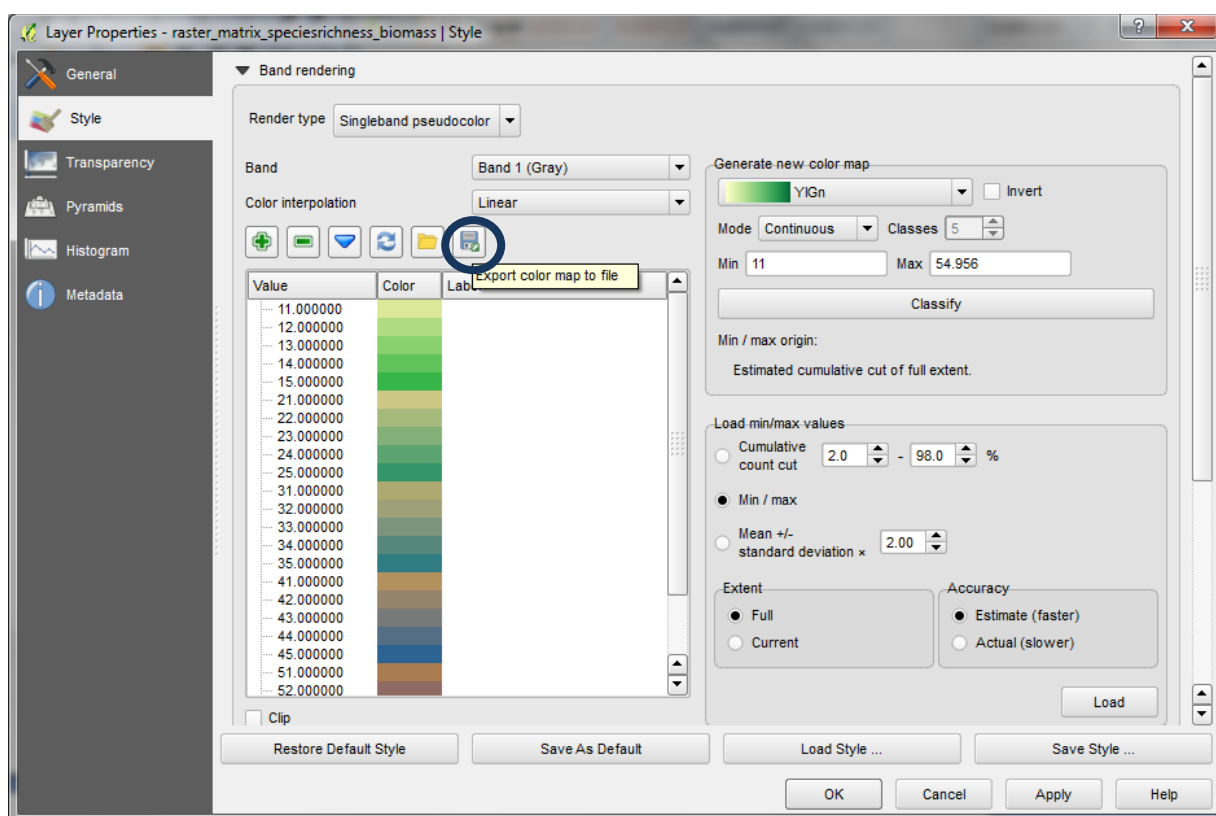 Layer Properties - raster_matrix_speciesrichness_biomass | Style
General
Style
Transparency
Pyramids
Histogram
Metadata
Band rendering
Render type Singleband pseudocolor
Band Band 1 (Gray)
Color interpolation Linear
Export color map to file
Value Color
11.000000
12.000000
13.000000
14.000000
15.000000
21.000000
22.000000
23.000000
24.000000
25.000000
31.000000
32.000000
33.000000
34.000000
35.000000
41.000000
42.000000
43.000000
44.000000
45.000000
51.000000
52.000000
Clip
Generate new color map
YlGn Invert
Mode Continuous Classes 5
Min 11 Max 54.956
Classify
Min / max origin:
Estimated cumulative cut of full extent.
Load min/max values
Cumulative
count cut 2.0 - 98.0 %
Min / max
Mean +/-
standard deviation × 2.00
Extent
Full
Current
Accuracy
Estimate (faster)
Actual (slower)
Load
Restore Default Style Save As Default Load Style ... Save Style ...
OK Cancel Apply Help